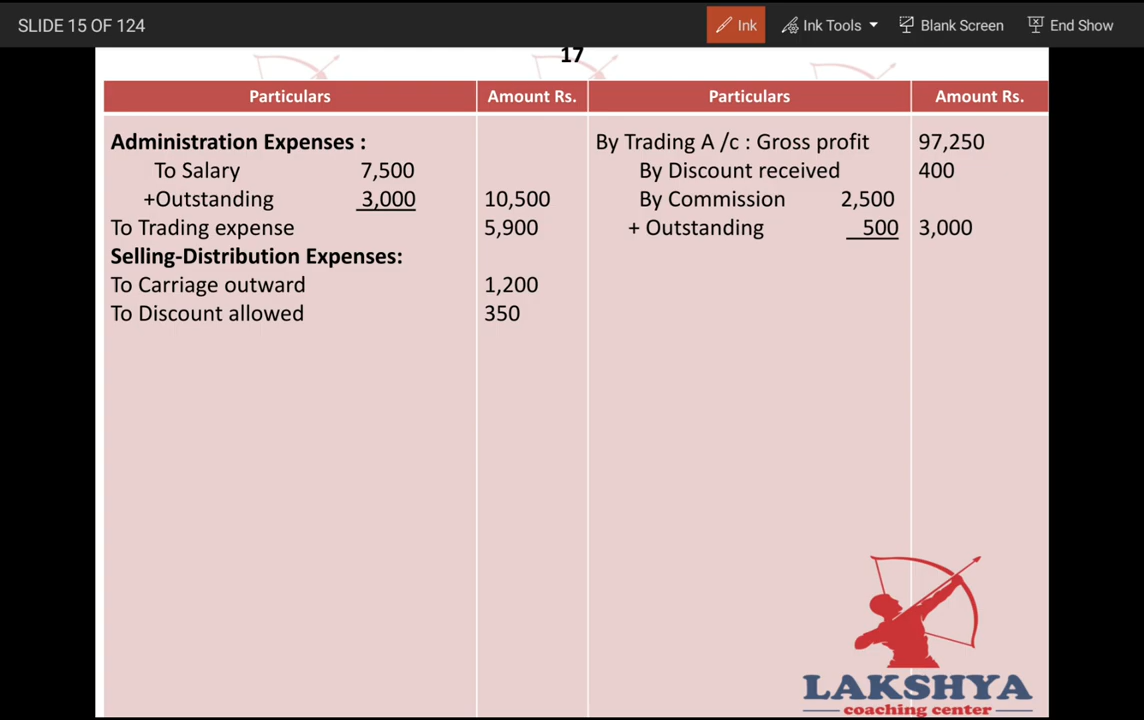 SLIDE 15 OF 124
Ink
Ink Tools
Blank Screen
End Show
17
Particulars Amount Rs. Particulars Amount Rs.
Administration Expenses :
To Salary 7,500
+Outstanding 3,000 10,500
To Trading expense 5,900
Selling-Distribution Expenses:
To Carriage outward 1,200
To Discount allowed 350
By Trading A /c : Gross profit 97,250
By Discount received 400
By Commission 2,500
+ Outstanding 500 3,000
LAKSHYA
coaching center